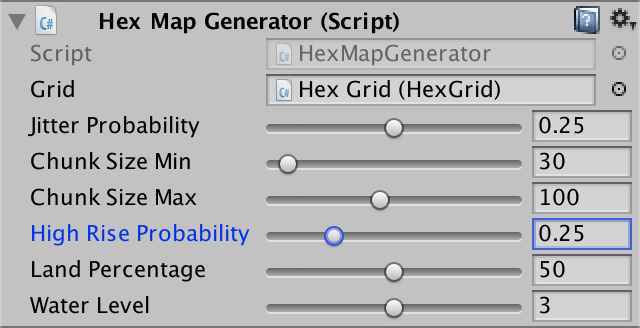 Hex Map Generator (Script)
Script HexMapGenerator
Grid Hex Grid (HexGrid)
Jitter Probability 0.25
Chunk Size Min 30
Chunk Size Max 100
High Rise Probability 0.25
Land Percentage 50
Water Level 3